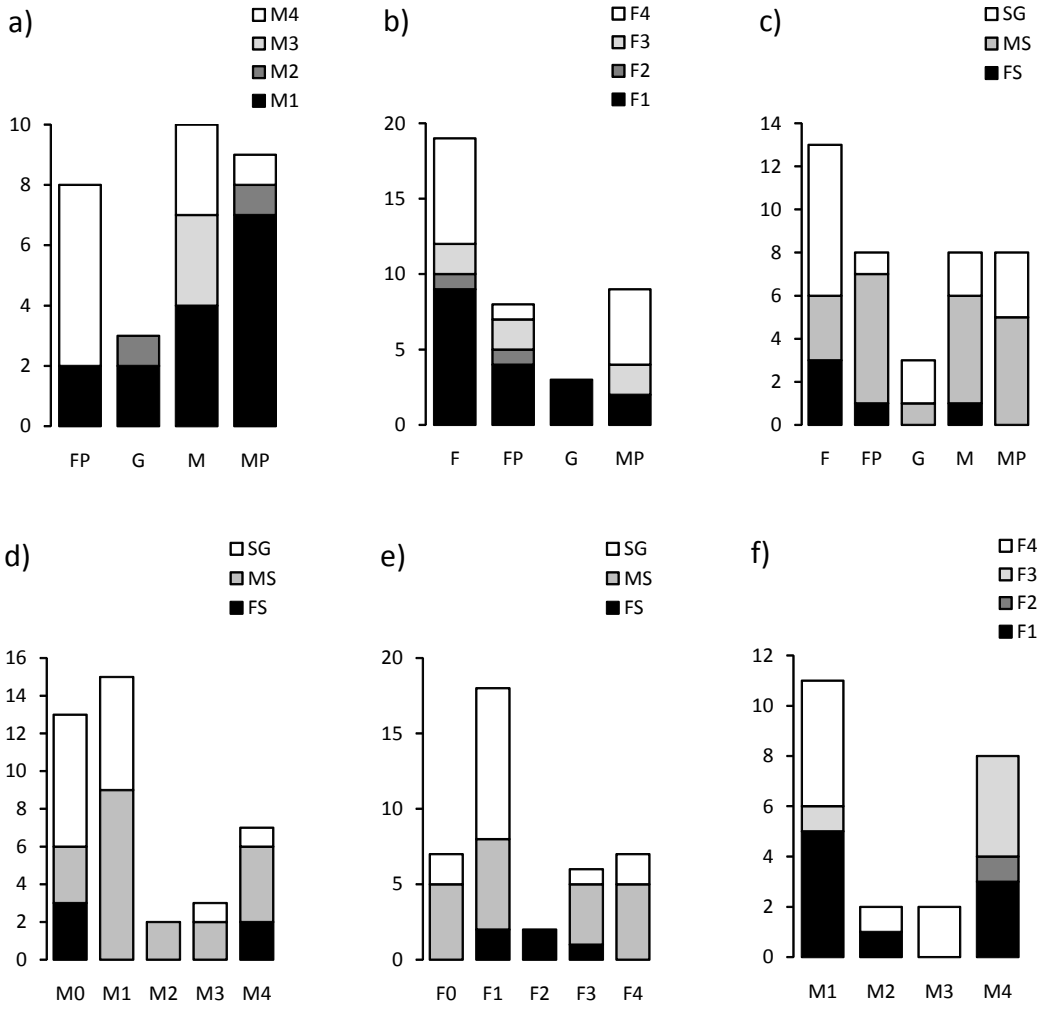 a)
M4
M3
M2
M1
10
8
6
4
2
0
FP G M MP
b)
F4
F3
F2
F1
20
15
10
5
0
F FP G MP
c)
SG
MS
FS
14
12
10
8
6
4
2
0
F FP G M MP
d)
SG
MS
FS
16
14
12
10
8
6
4
2
0
M0 M1 M2 M3 M4
e)
SG
MS
FS
20
15
10
5
0
F0 F1 F2 F3 F4
f)
F4
F3
F2
F1
12
10
8
6
4
2
0
M1 M2 M3 M4